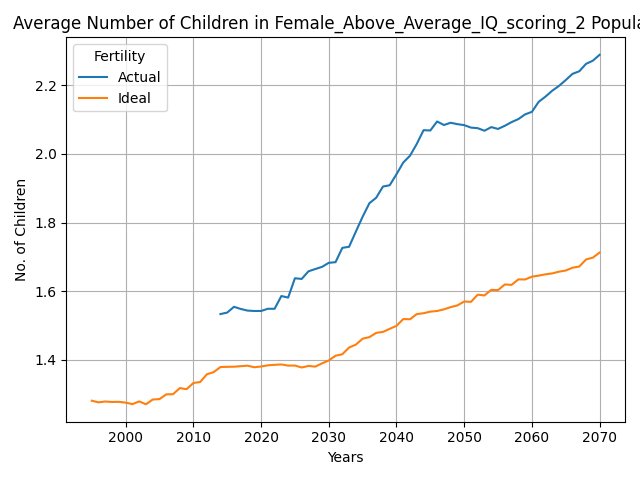 Average Number of Children in Female_Above_Average_IQ_scoring_2 Popula
Fertility
Actual
Ideal
No. of Children
2.2
2.0
1.8
1.6
1.4
2000 2010 2020 2030 2040 2050 2060 2070
Years